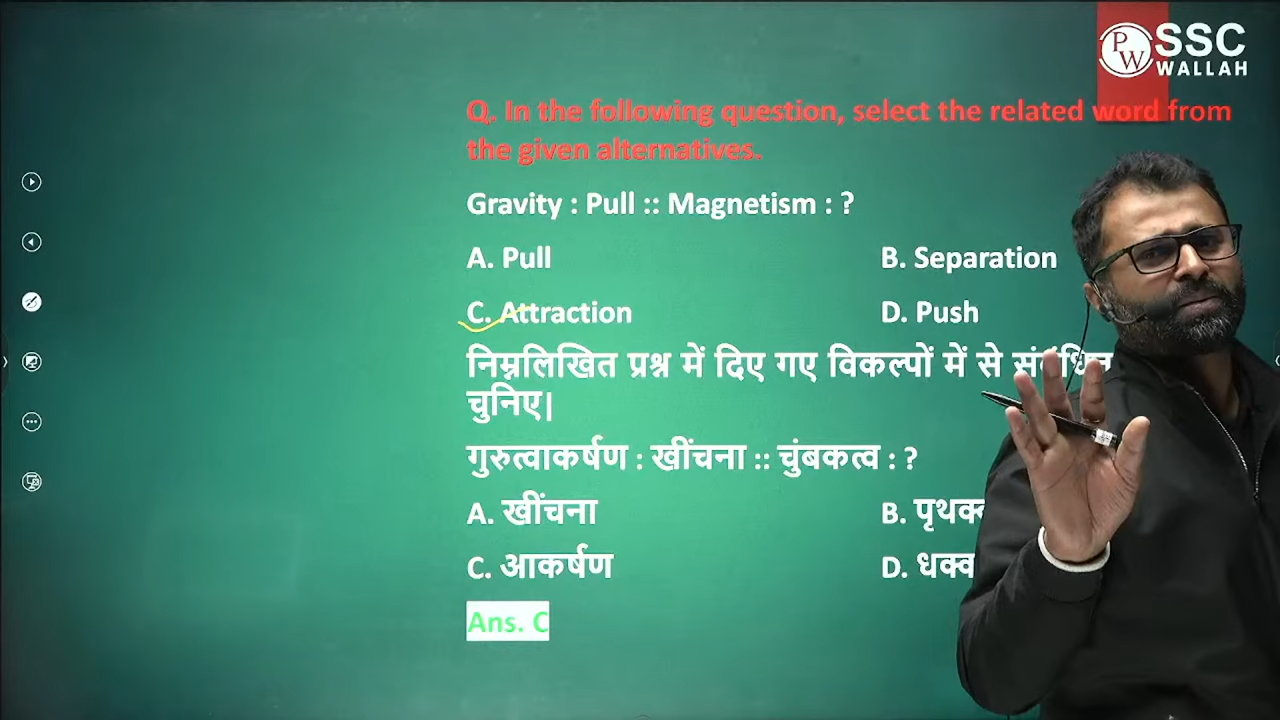 PW SSC
WALLAH
Q. In the following question, select the related word from
the given alternatives.
Gravity : Pull :: Magnetism : ?
A. Pull B. Separation
C. Attraction D. Push
निम्नलिखित प्रश्न में दिए गए विकल्पों में से
चुनिए।
गुरुत्वाकर्षण : खींचना :: चुंबकत्व : ?
A. खींचना B.
C. आकर्षण D.
Ans. C